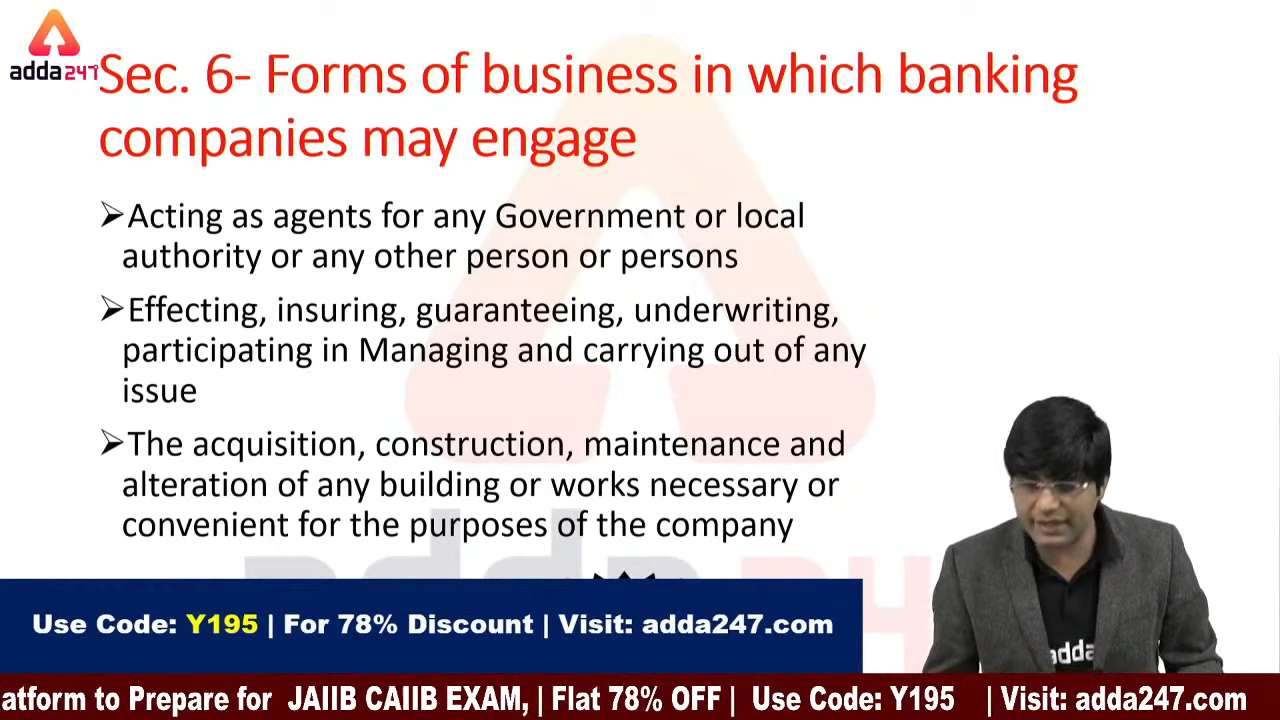 adda247
Sec. 6- Forms of business in which banking
companies may engage
➢Acting as agents for any Government or local
authority or any other person or persons
➢Effecting, insuring, guaranteeing, underwriting,
participating in Managing and carrying out of any
issue
➢The acquisition, construction, maintenance and
alteration of any building or works necessary or
convenient for the purposes of the company
adda247
adda
Use Code: Y195 | For 78% Discount | Visit: adda247.com
atform to Prepare for JAIIB CAIIB EXAM, | Flat 78% OFF | Use Code: Y195 | Visit: adda247.com